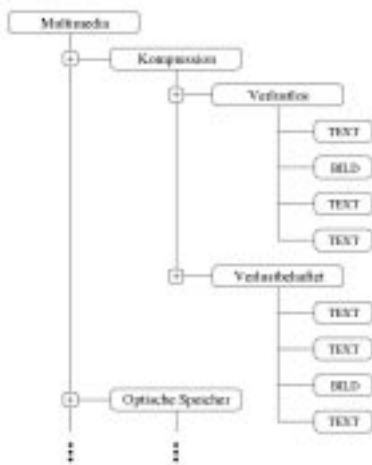 Multimedia
Kompression
Verlustlos
TEXT
BILD
TEXT
TEXT
Verlustbehaftet
TEXT
TEXT
BILD
TEXT
Optische Speicher